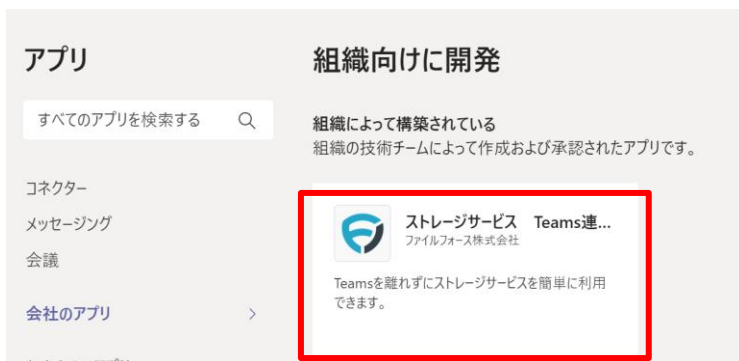 アプリ
すべてのアプリを検索する
コネクター
メッセージング
会議
会社のアプリ
組織向けに開発
組織によって構築されている
組織の技術チームによって作成および承認されたアプリです。
ストレージサービス　Teams連...
ファイルフォース株式会社
Teamsを離れずにストレージサービスを簡単に利用
できます。